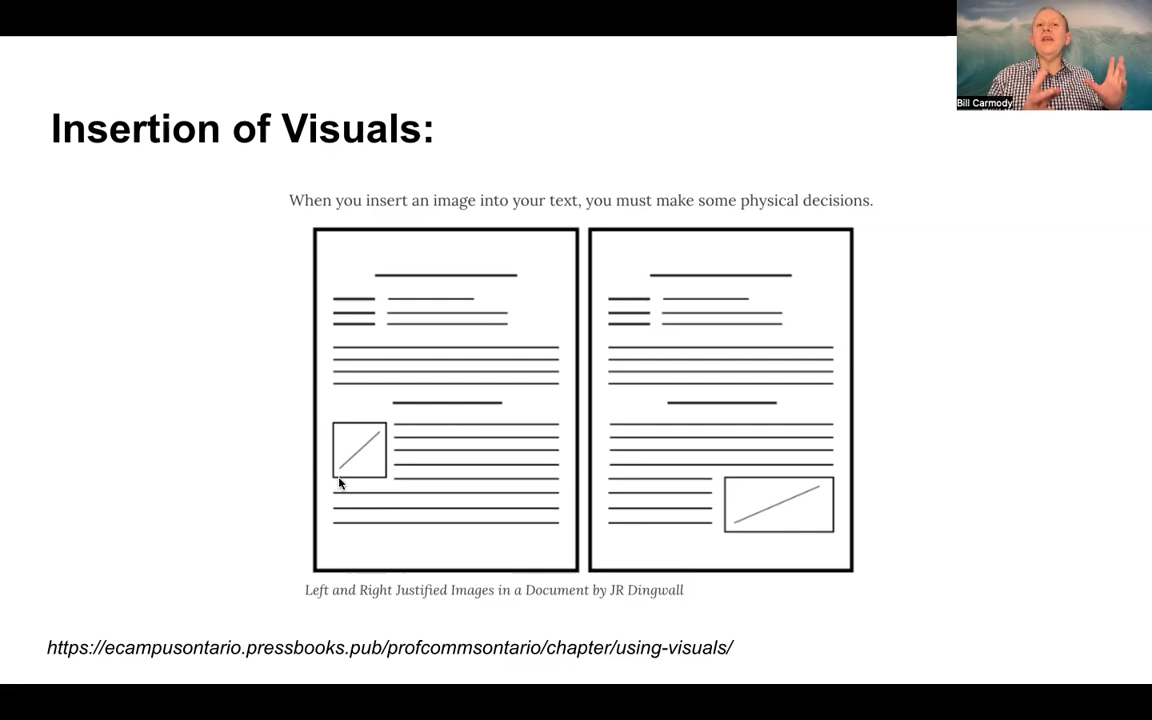 Bill Carmody
Insertion of Visuals:
When you insert an image into your text, you must make some physical decisions.
Left and Right Justified Images in a Document by JR Dingwall
https://ecampusontario.pressbooks.pub/profcommsontario/chapter/using-visuals/